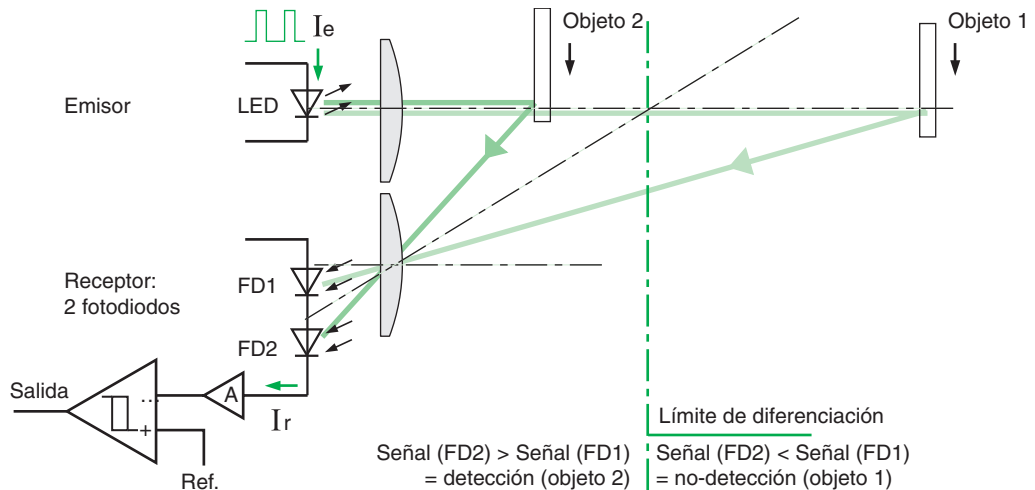 Ie
Objeto 2
Objeto 1
Emisor
LED
Receptor:
2 fotodiodos
FD1
FD2
Salida
A
...
+
Ir
Ref.
Límite de diferenciación
Señal (FD2) > Señal (FD1)
= detección (objeto 2)
Señal (FD2) < Señal (FD1)
= no-detección (objeto 1)